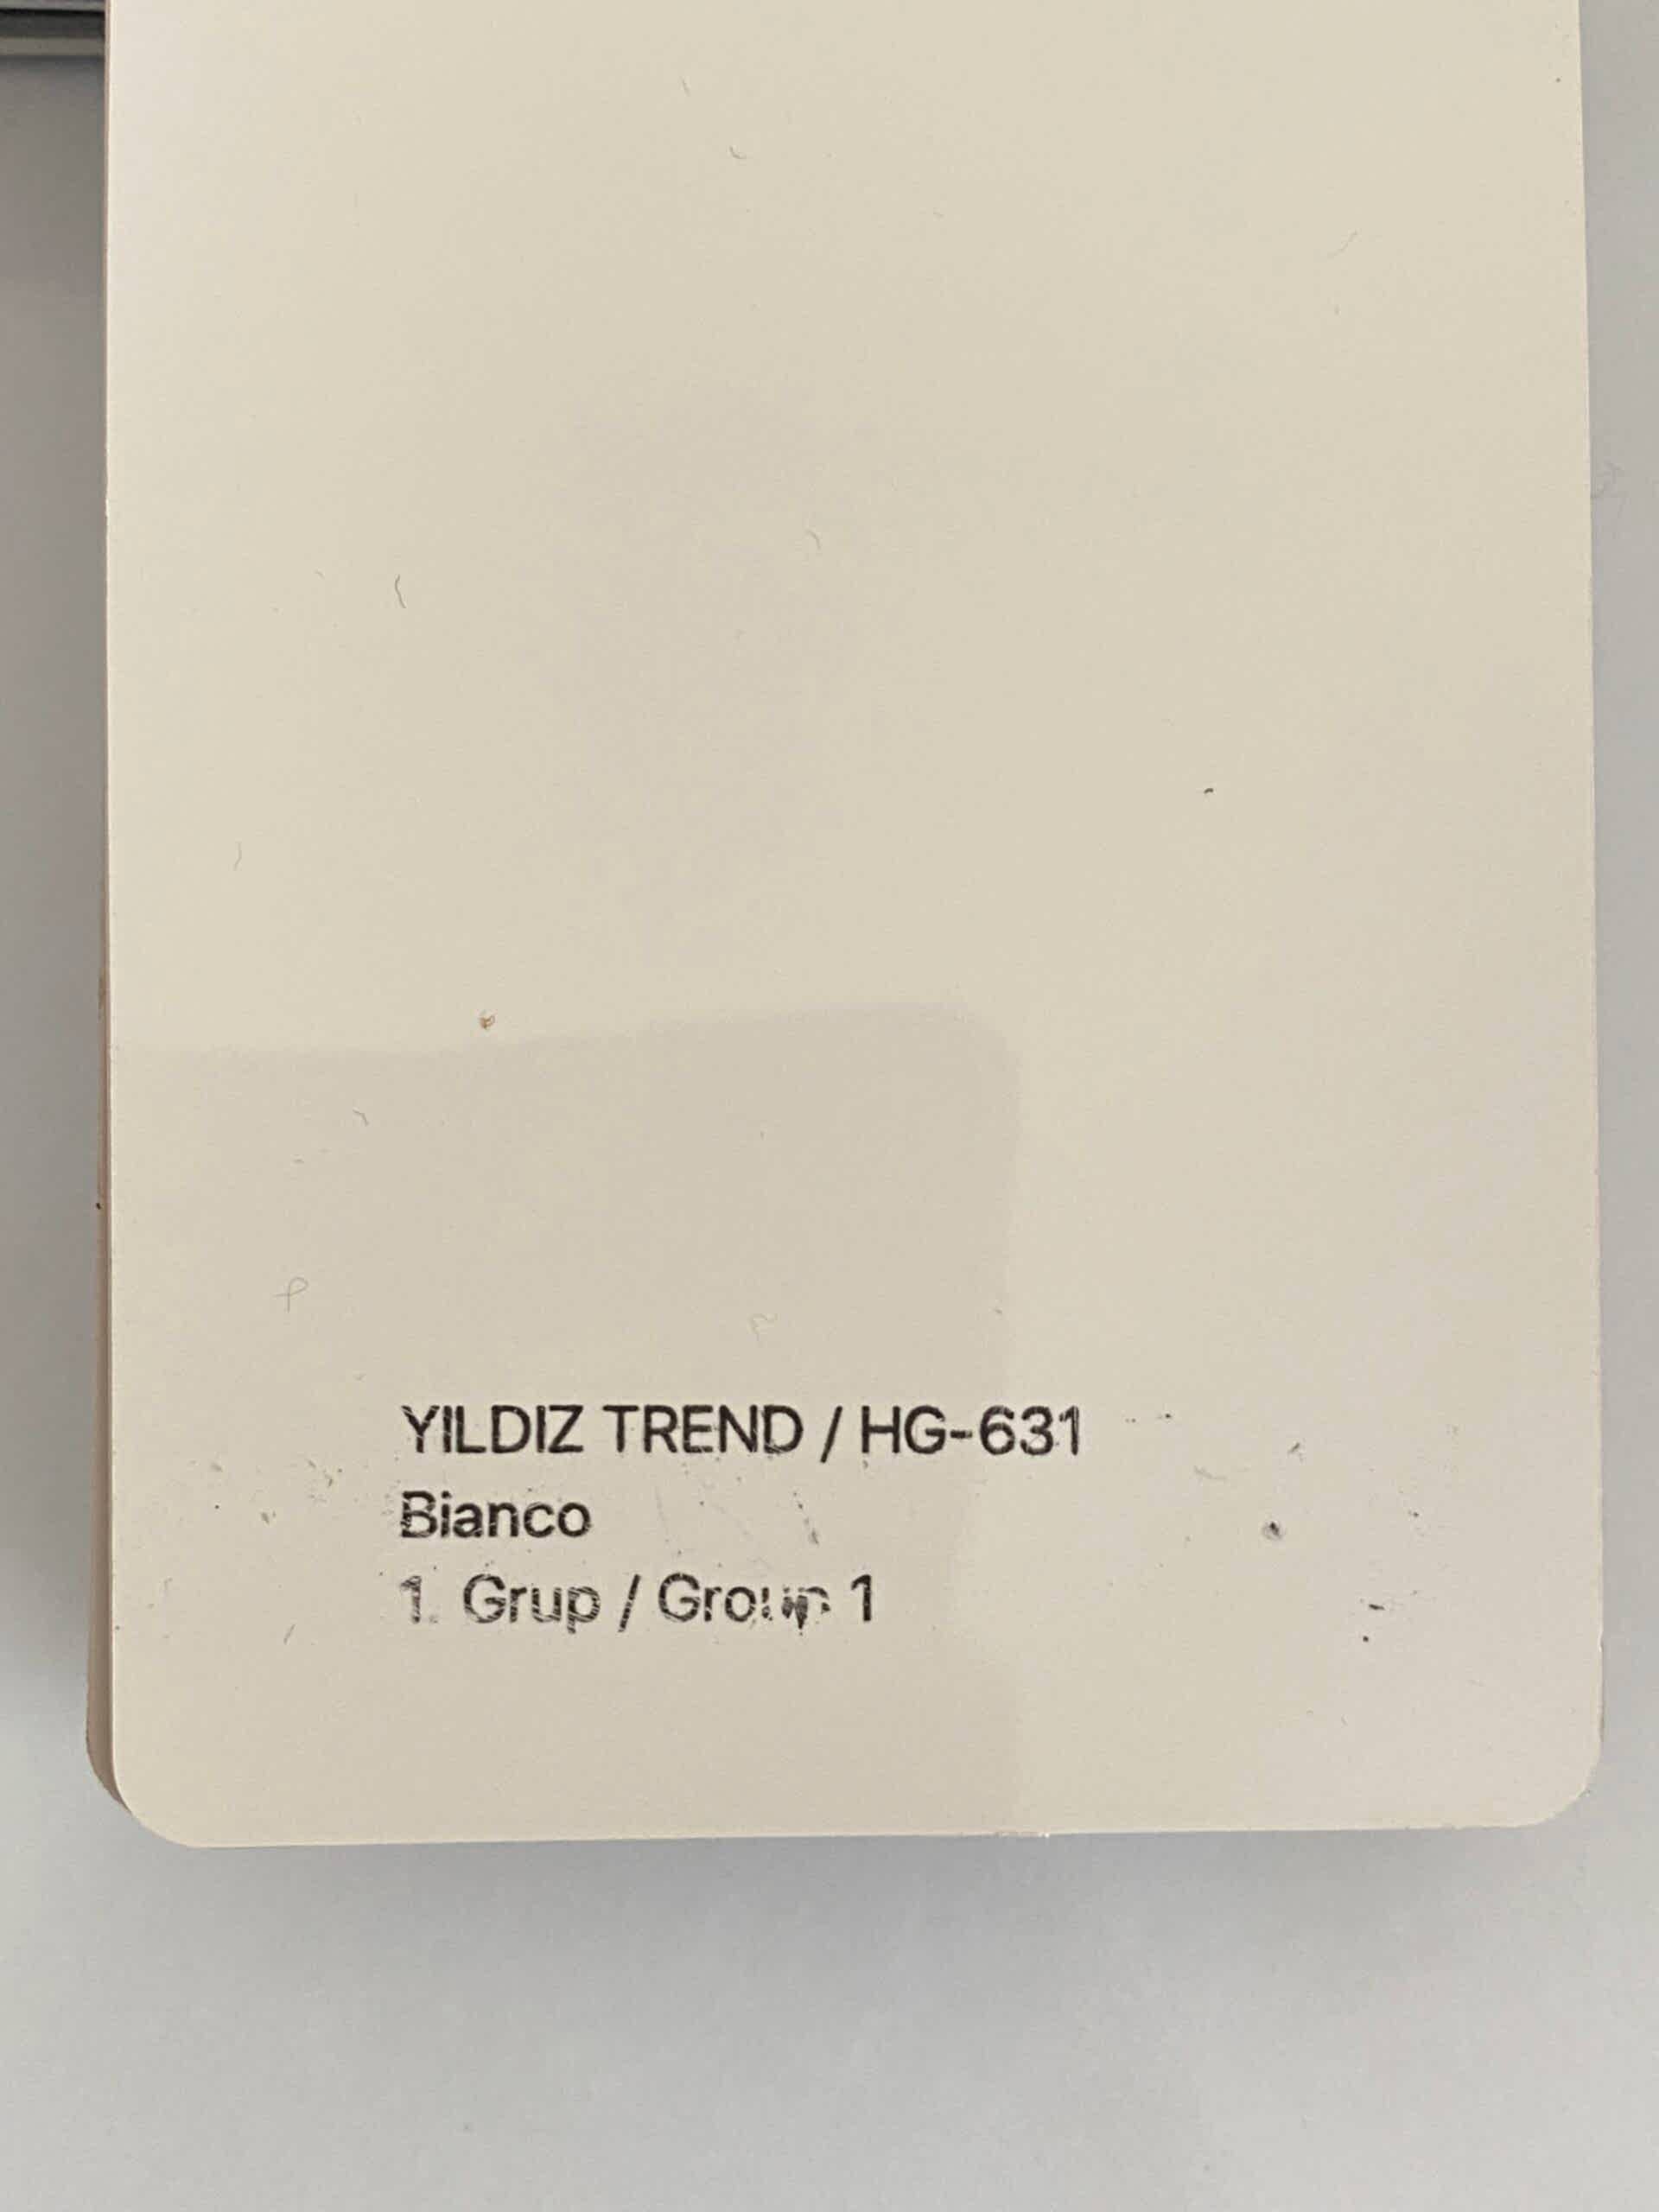 YILDIZ TREND / HG-631
Bianco
1. Grup / Group 1